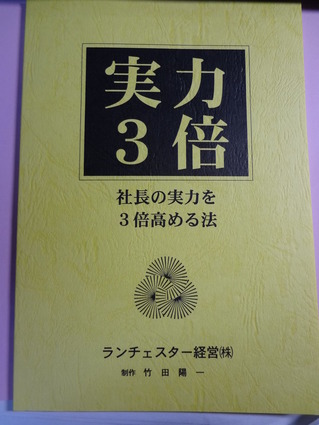 実力
3倍
社長の実力を
3倍高める法
ランチェスター経営㈱
制作 竹田陽一